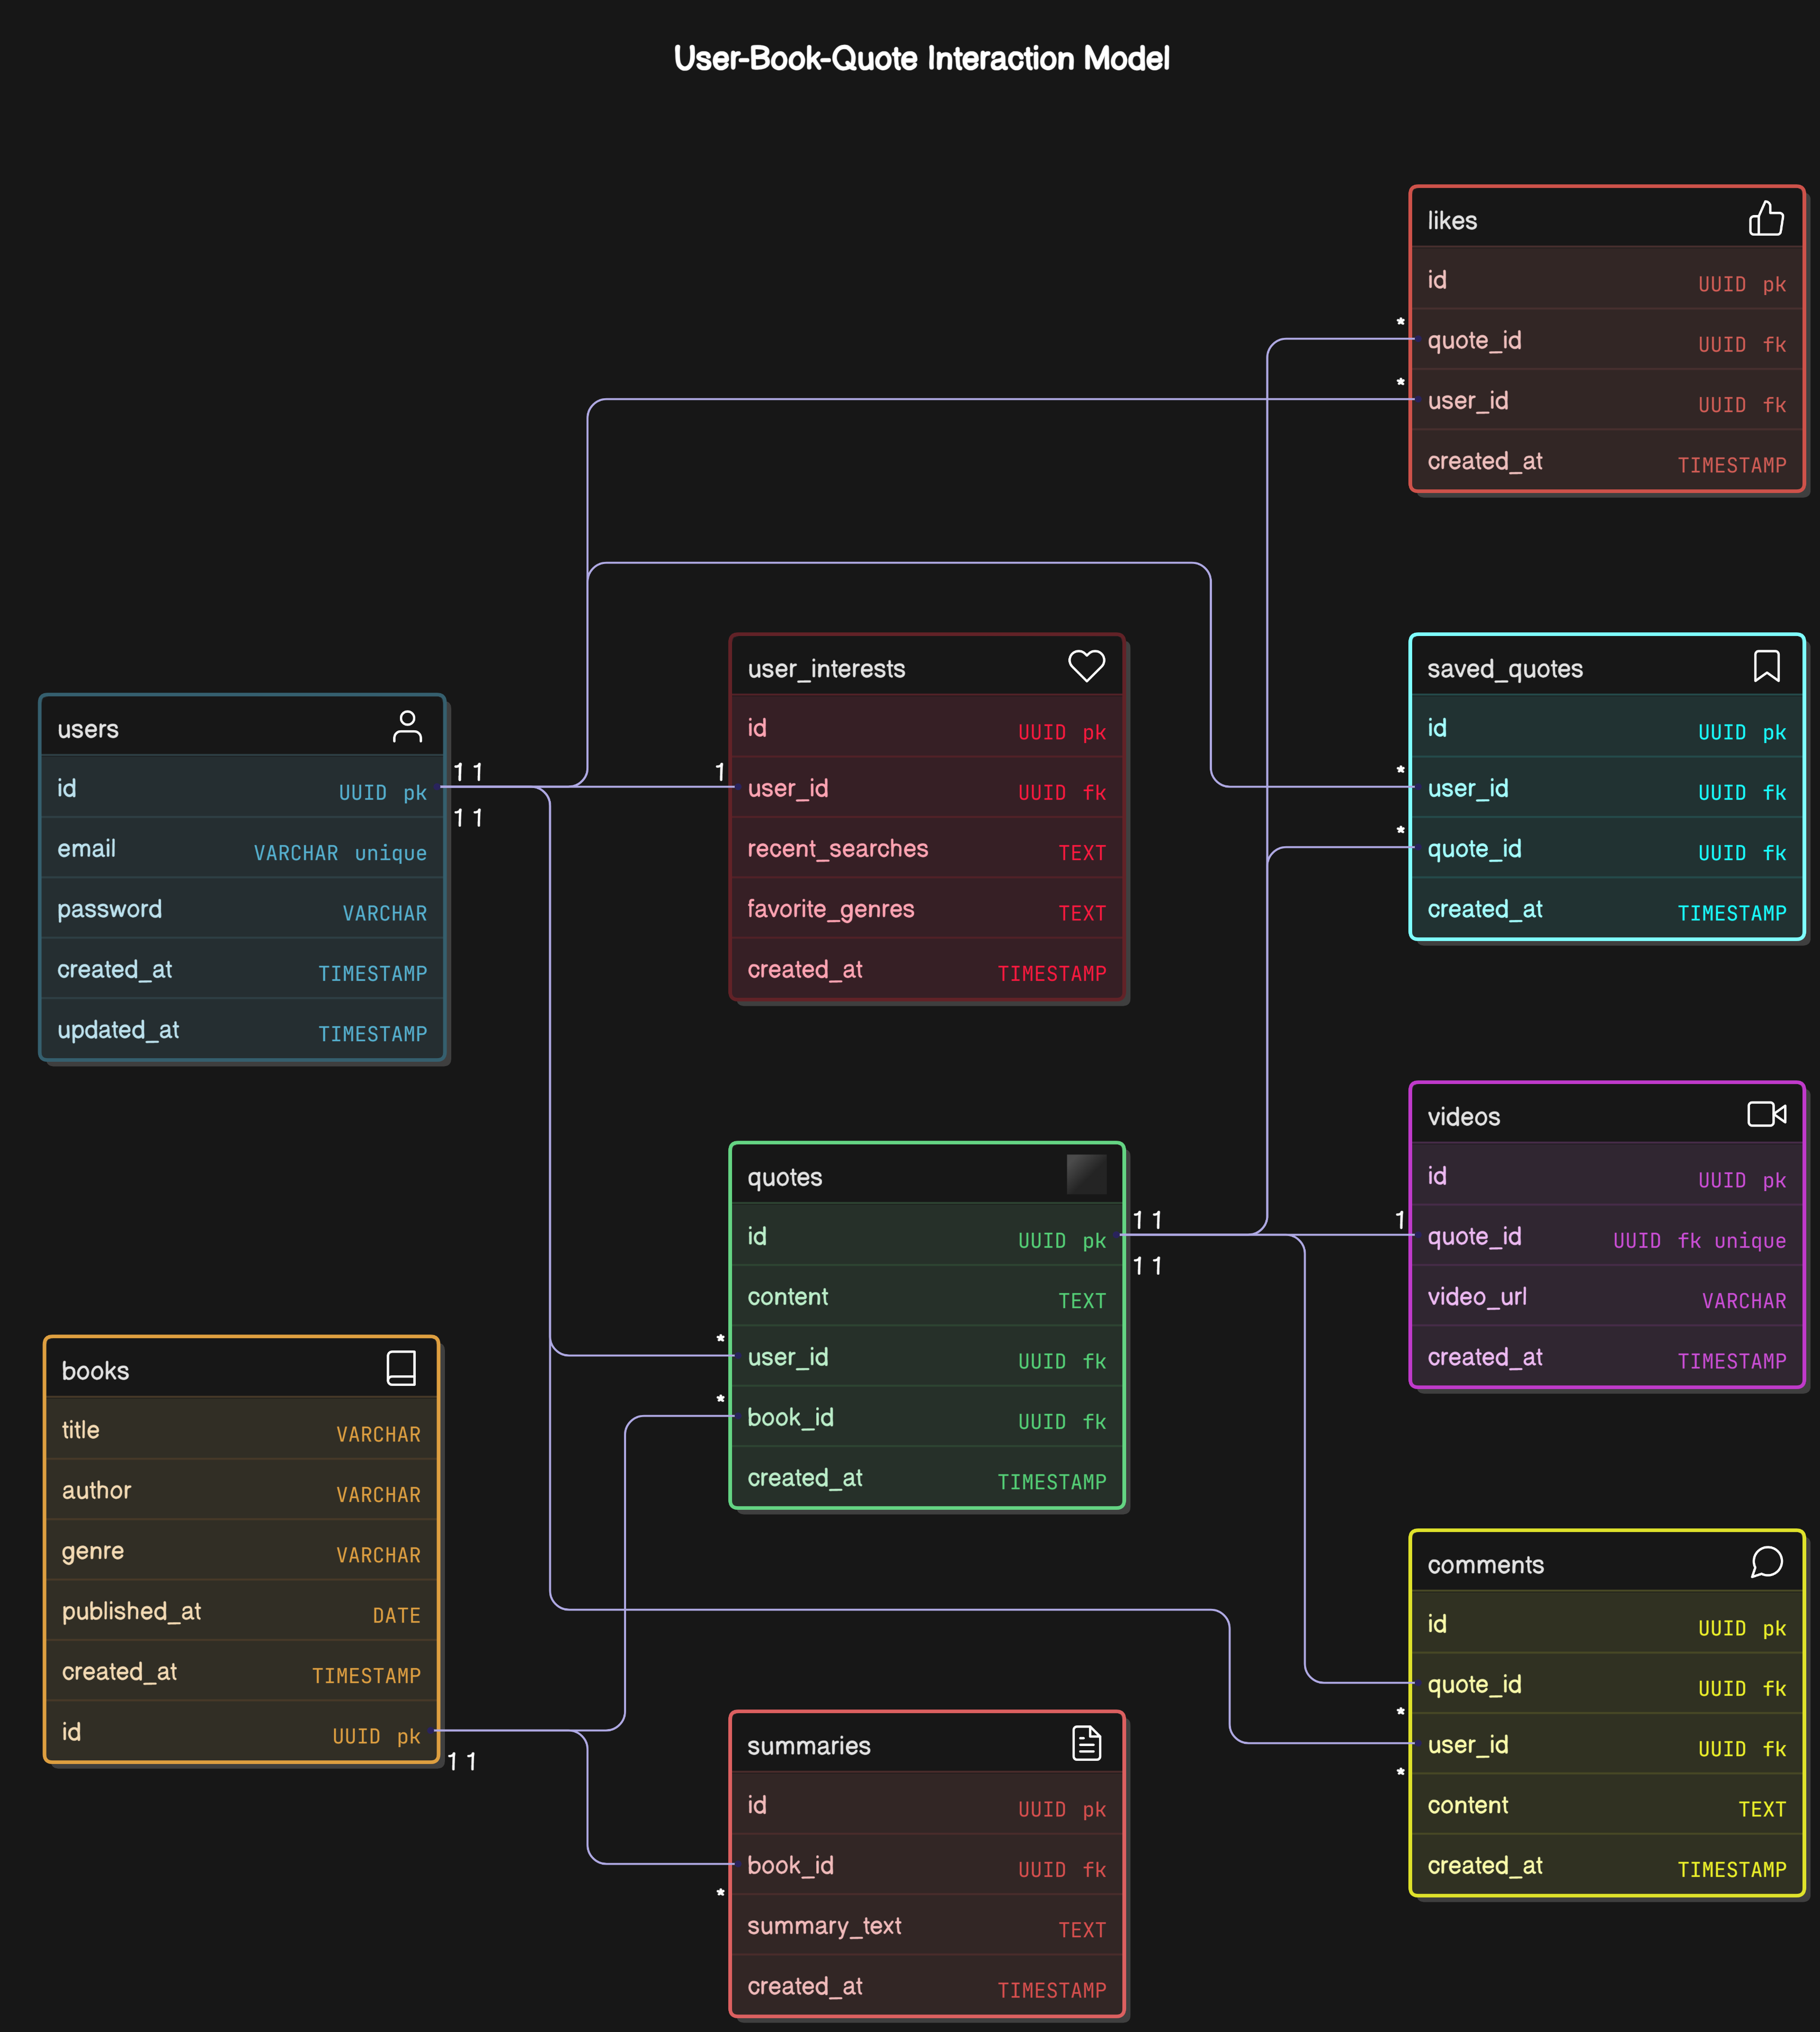 User-Book-Quote Interaction Model
likes
id UUID pk
* quote_id UUID fk
* user_id UUID fk
created_at TIMESTAMP
user_interests
id UUID pk
1 user_id UUID fk
recent_searches TEXT
favorite_genres TEXT
created_at TIMESTAMP
saved_quotes
id UUID pk
* user_id UUID fk
* quote_id UUID fk
created_at TIMESTAMP
users
id UUID pk 1 1
1 1
email VARCHAR unique
password VARCHAR
created_at TIMESTAMP
updated_at TIMESTAMP
videos
id UUID pk
1 quote_id UUID fk unique
video_url VARCHAR
created_at TIMESTAMP
quotes
id UUID pk 1 1
1 1
content TEXT
* user_id UUID fk
* book_id UUID fk
created_at TIMESTAMP
books
title VARCHAR
author VARCHAR
genre VARCHAR
published_at DATE
created_at TIMESTAMP
id UUID pk
1 1
comments
id UUID pk
quote_id UUID fk
*
user_id UUID fk
*
content TEXT
created_at TIMESTAMP
summaries
id UUID pk
book_id UUID fk
*
summary_text TEXT
created_at TIMESTAMP